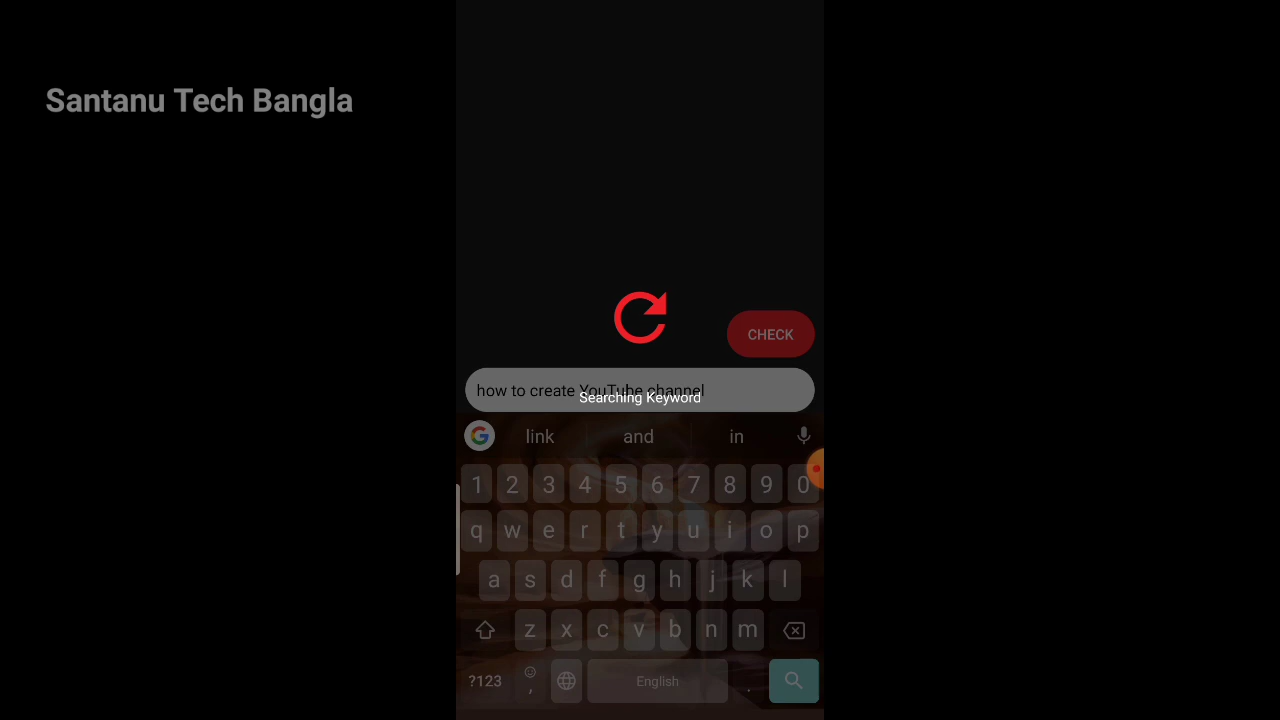 Santanu Tech Bangla
CHECK
how to create YouTube channel
Searching Keyword
link and in
1 2 3 4 5 6 7 8 9 0
q w e r t y u i o p
a s d f g h j k l
z x c v b n m
?123 , English .